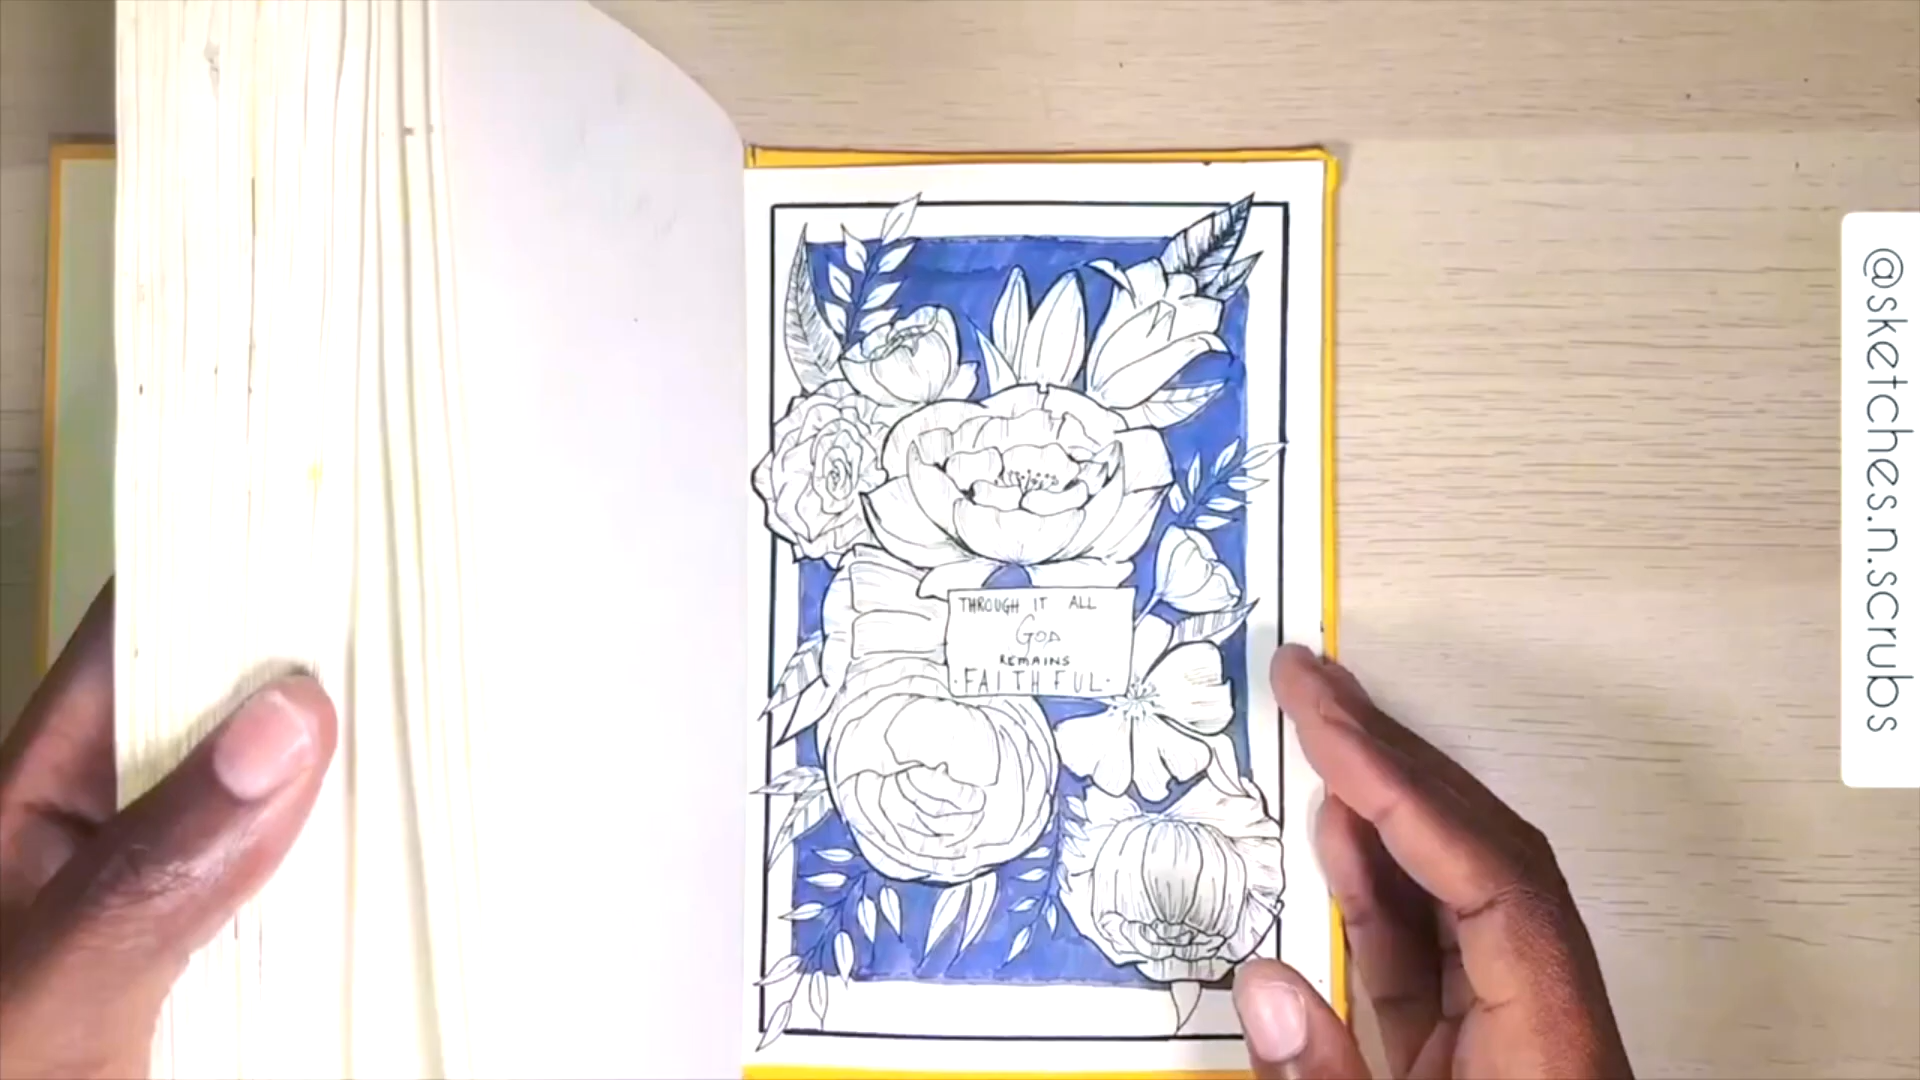 THROUGH IT ALL
GOD
REMAINS
·FAITHFUL·
@sketches.n.scrubs